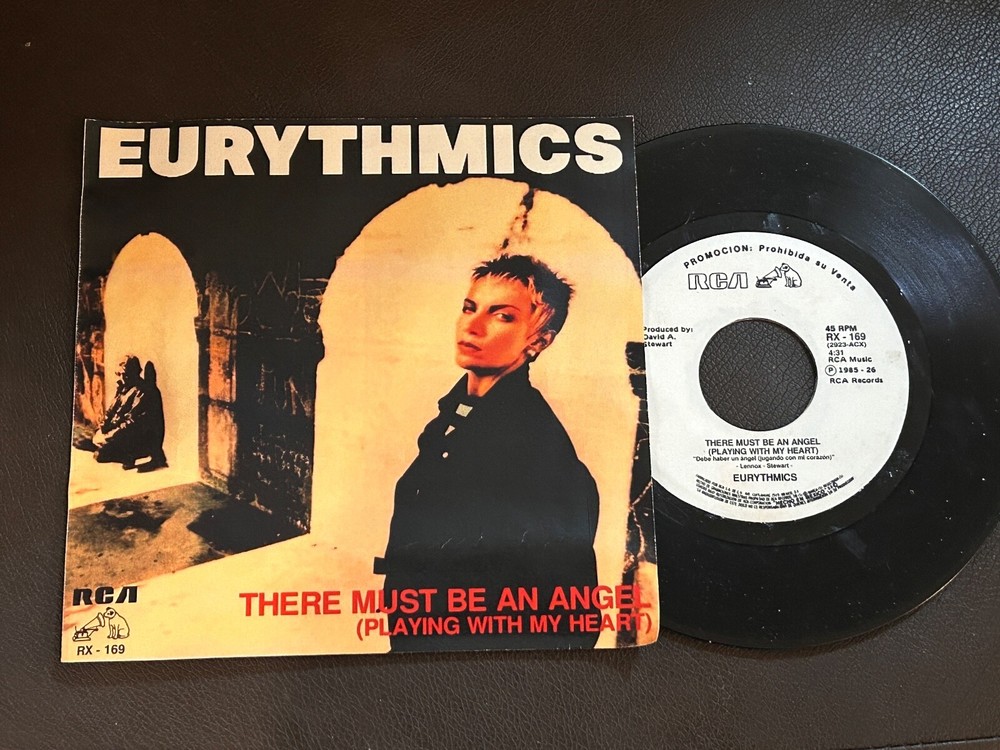 EURYTHMICS
RCA
RX - 169
THERE MUST BE AN ANGEL
(PLAYING WITH MY HEART)
PROMOCION: Prohibida su Venta
RCA
Produced by:
David A.
Stewart
45 RPM
RX - 169
(2923-ACX)
4:31
RCA Music
Ⓟ 1985 - 26
RCA Records
THERE MUST BE AN ANGEL
(PLAYING WITH MY HEART)
"Debe haber un ángel (jugando con mi corazón)"
- Lennox - Stewart -
EURYTHMICS